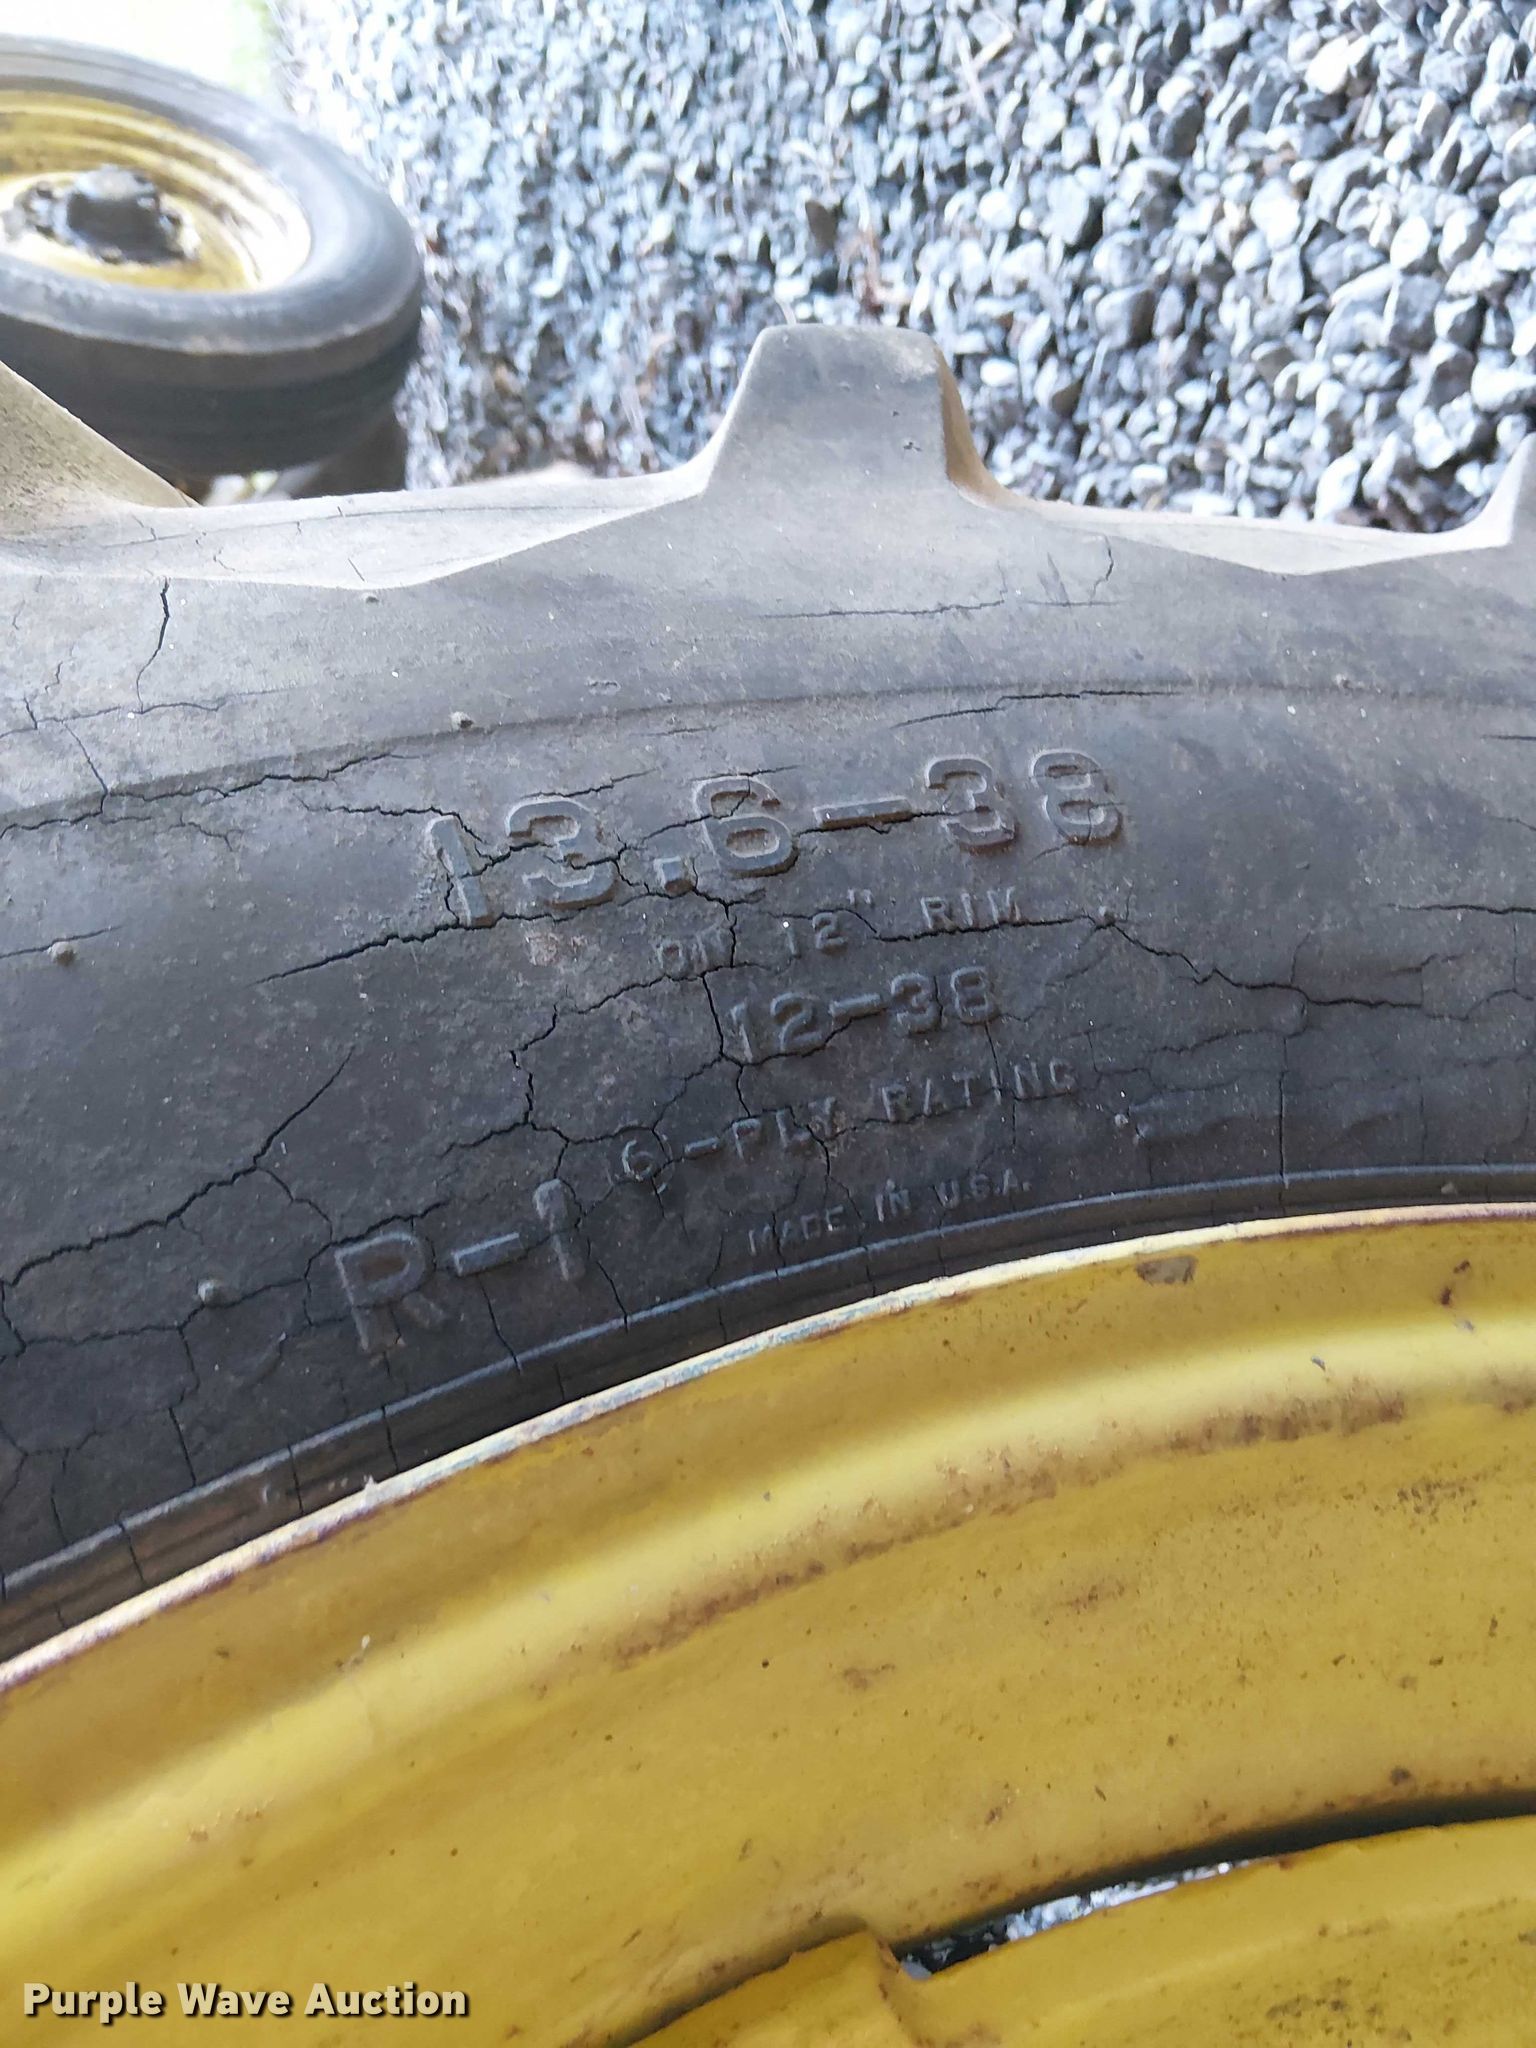 13.6-38
ON 12" RIM
12-38
6-PLY RATING
R-1
MADE IN U.S.A.
Purple Wave Auction